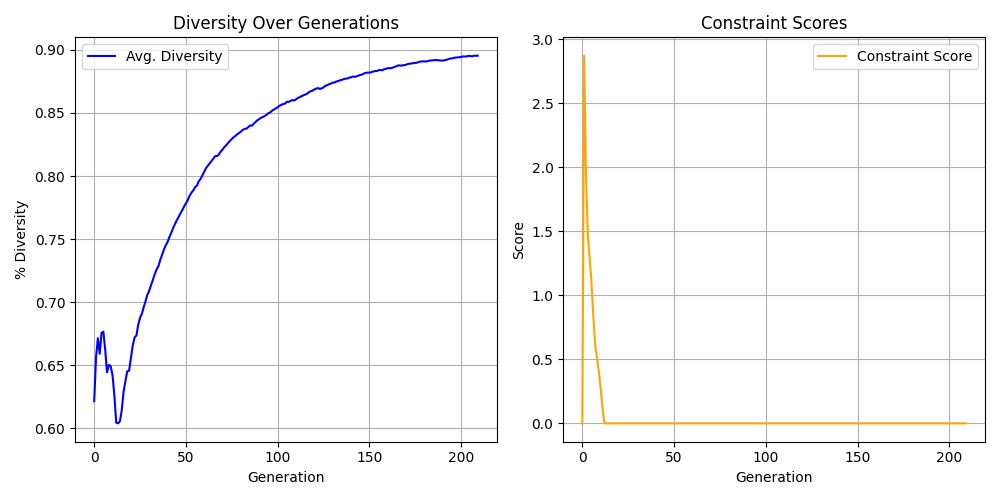 Diversity Over Generations
Avg. Diversity
% Diversity
0.90
0.85
0.80
0.75
0.70
0.65
0.60
0 50 100 150 200
Generation
Constraint Scores
Constraint Score
Score
3.0
2.5
2.0
1.5
1.0
0.5
0.0
0 50 100 150 200
Generation